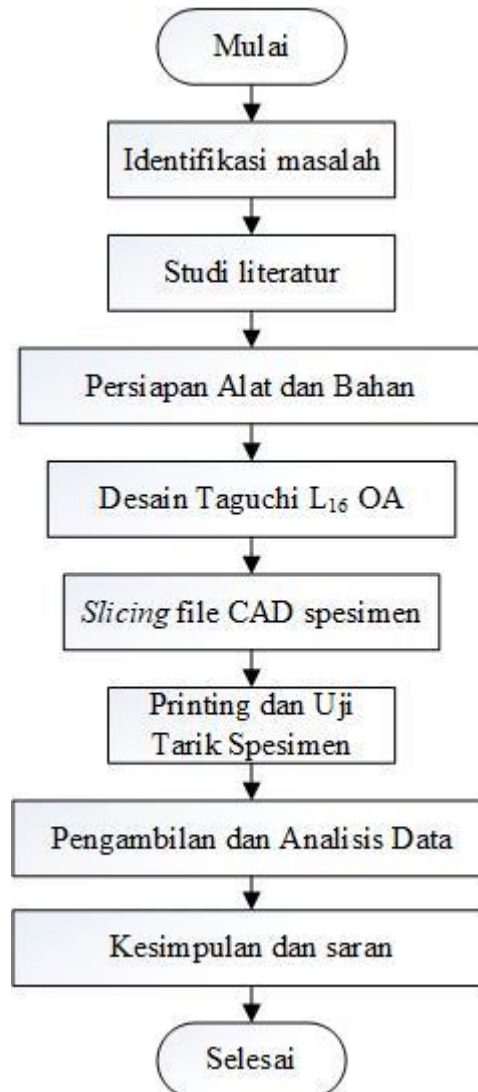 Mulai
Identifikasi masalah
Studi literatur
Persiapan Alat dan Bahan
Desain Taguchi L₁₆ OA
Slicing file CAD spesimen
Printing dan Uji
Tarik Spesimen
Pengambilan dan Analisis Data
Kesimpulan dan saran
Selesai